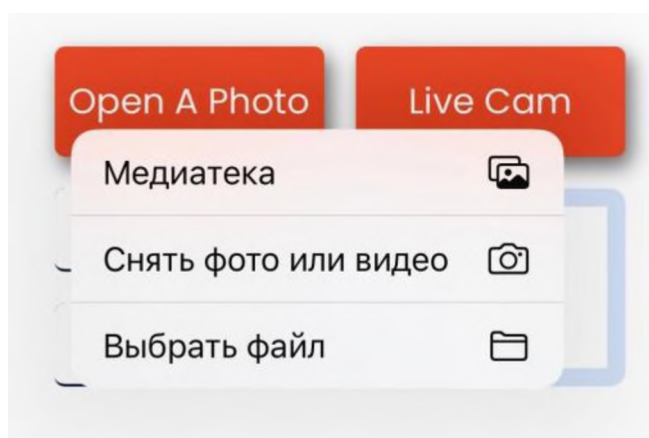 Open A Photo
Live Cam
Медиатека
Снять фото или видео
Выбрать файл